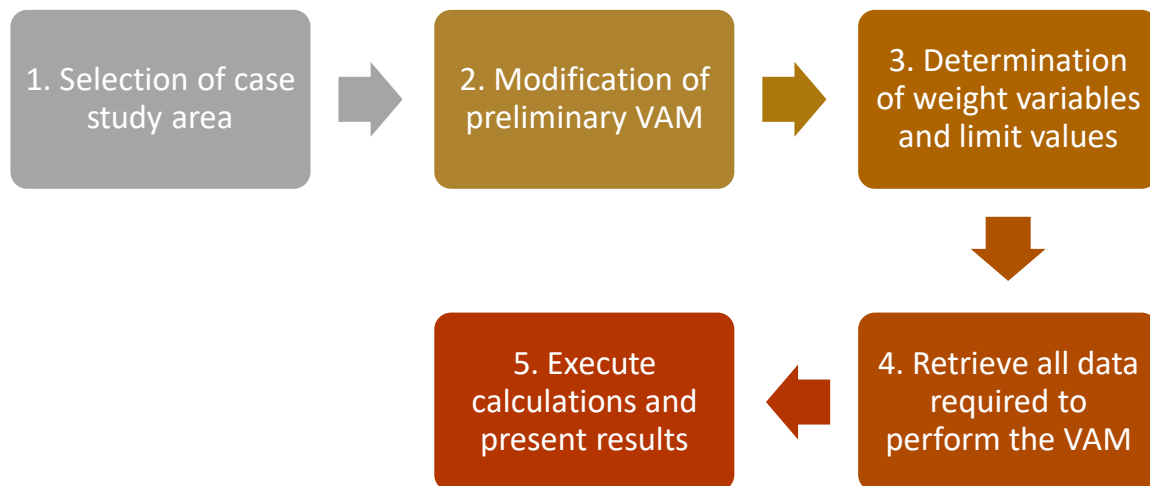 1. Selection of case
study area
2. Modification of
preliminary VAM
3. Determination
of weight variables
and limit values
4. Retrieve all data
required to
perform the VAM
5. Execute
calculations and
present results